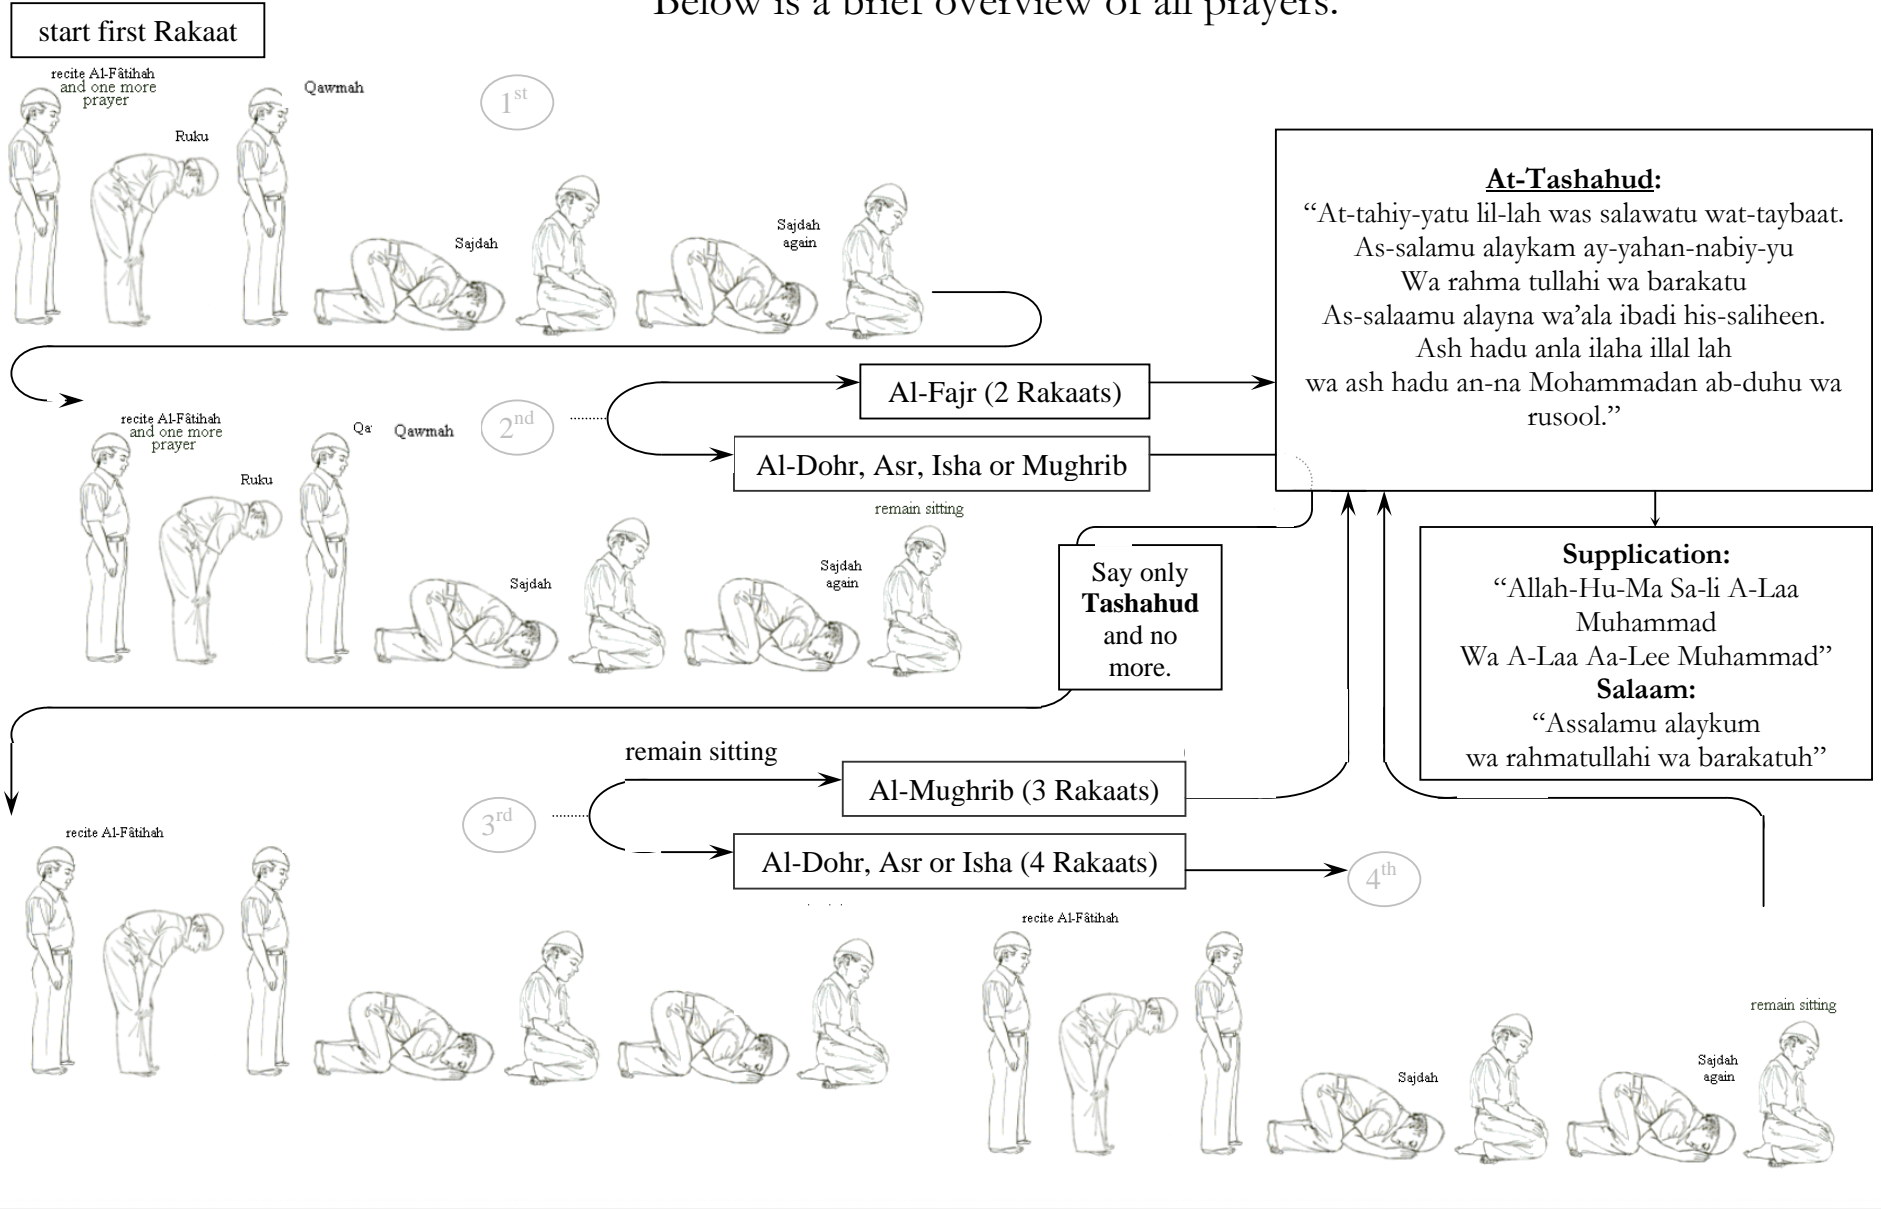 Below is a brief overview of all prayers.
start first Rakaat
recite Al-Fâtihah
and one more
prayer
Ruku
Qawmah
1st
Sajdah
Sajdah
again
At-Tashahud:
“At-tahiy-yatu lil-lah was salawatu wat-taybaat.
As-salamu alaykam ay-yahan-nabiy-yu
Wa rahma tullahi wa barakatu
As-salaamu alayna wa’ala ibadi his-saliheen.
Ash hadu anla ilaha illal lah
wa ash hadu an-na Mohammadan ab-duhu wa
rusool.”
recite Al-Fâtihah
and one more
prayer
Ruku
Qa
Qawmah
2nd
Al-Fajr (2 Rakaats)
Al-Dohr, Asr, Isha or Mughrib
Sajdah
Sajdah
again
remain sitting
Say only
Tashahud
and no
more.
Supplication:
“Allah-Hu-Ma Sa-li A-Laa
Muhammad
Wa A-Laa Aa-Lee Muhammad”
Salaam:
“Assalamu alaykum
wa rahmatullahi wa barakatuh”
remain sitting
3rd
Al-Mughrib (3 Rakaats)
Al-Dohr, Asr or Isha (4 Rakaats)
4th
recite Al-Fâtihah
recite Al-Fâtihah
Sajdah
Sajdah
again
remain sitting